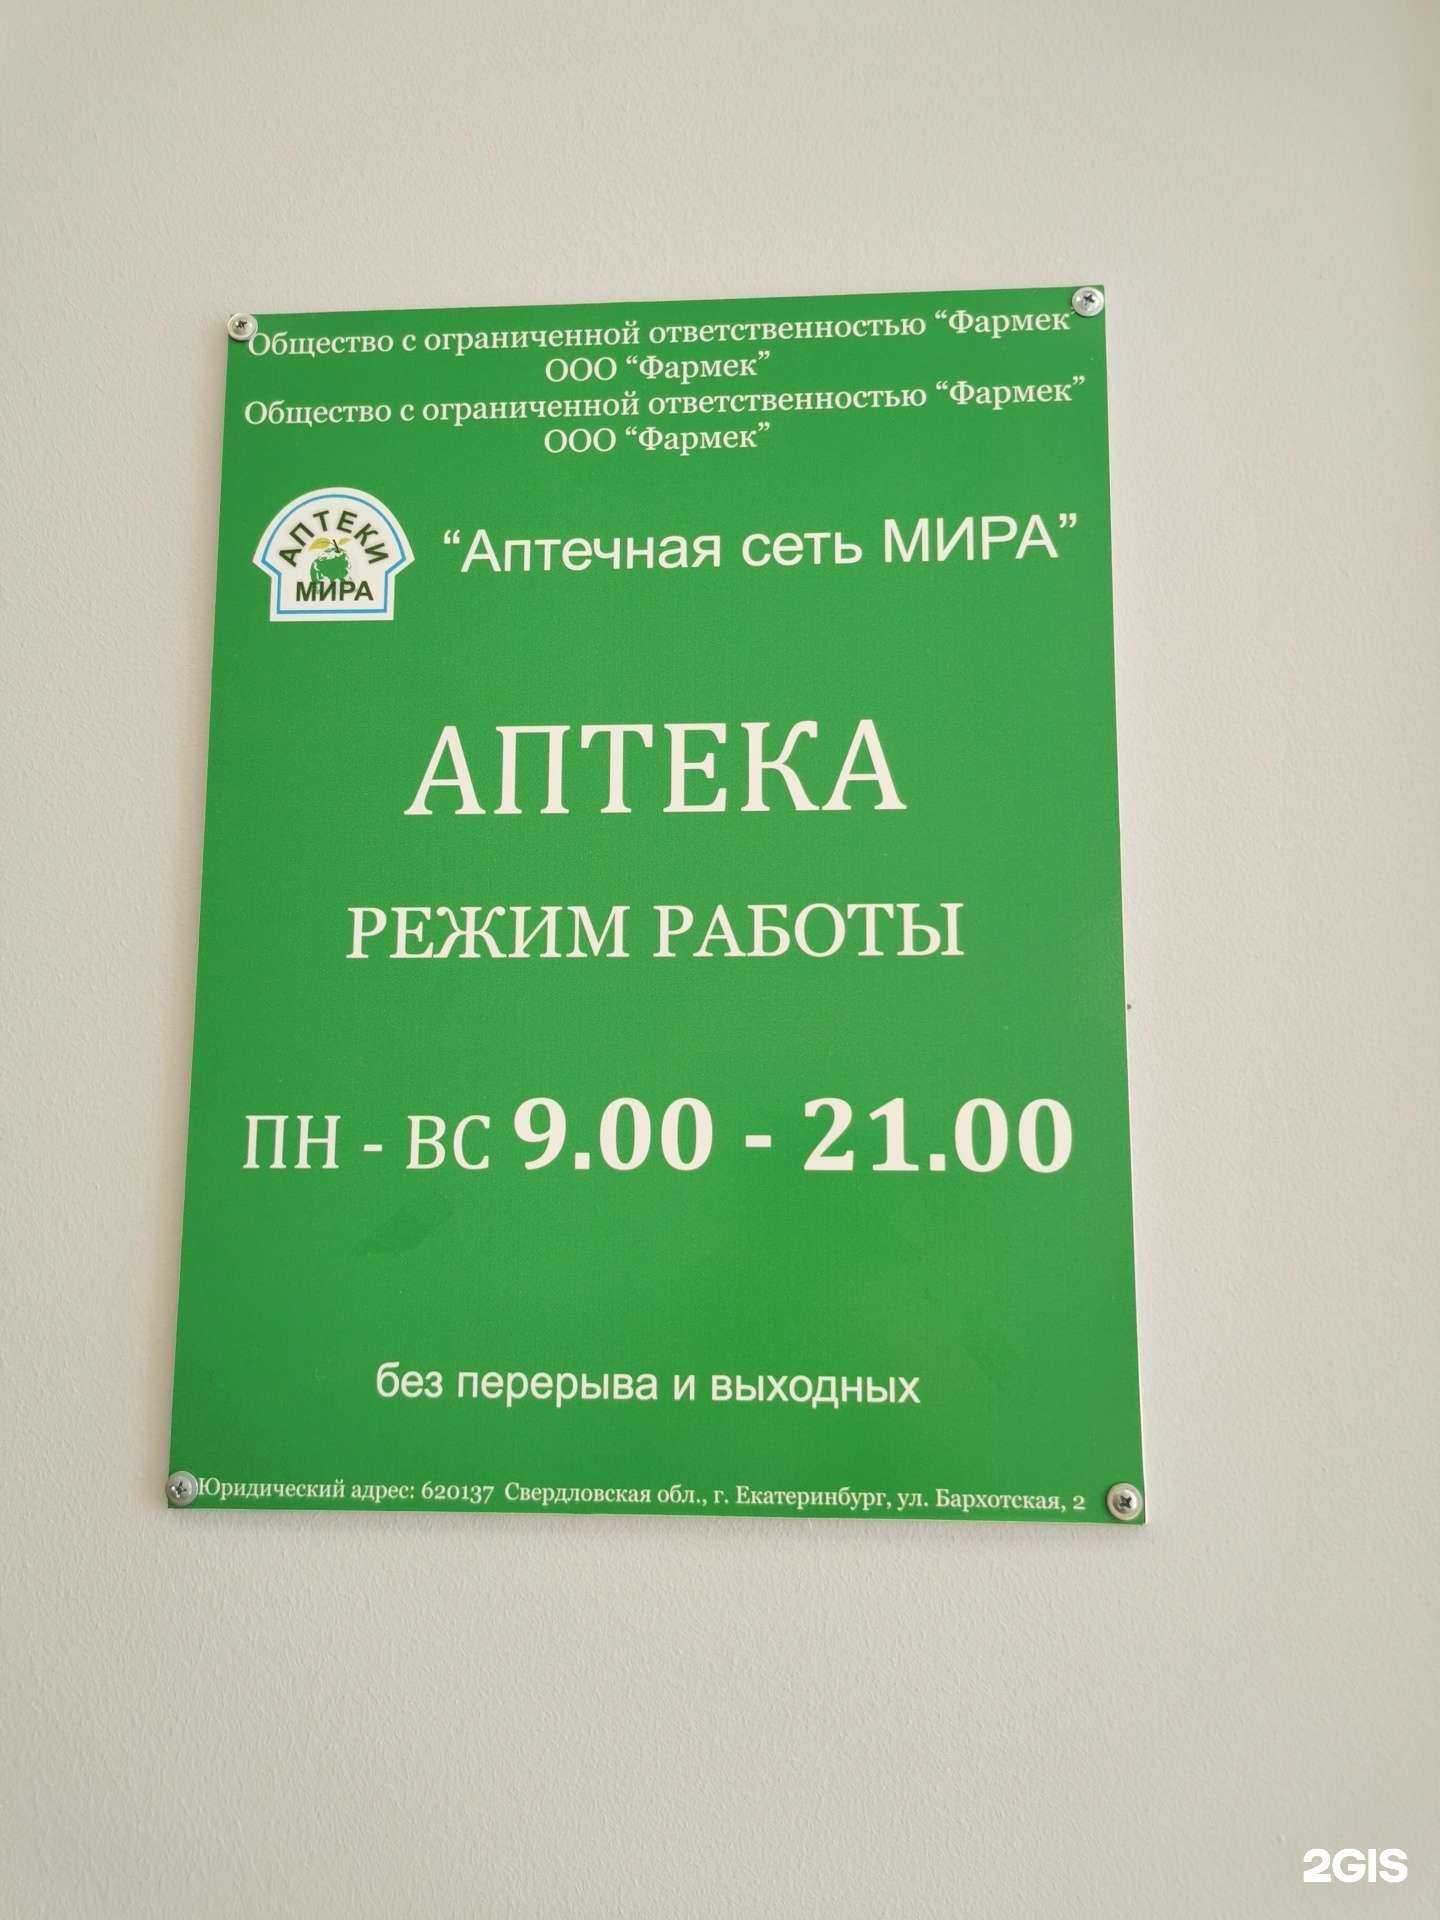 Общество с ограниченной ответственностью “Фармек”
ООО “Фармек”
Общество с ограниченной ответственностью “Фармек”
ООО “Фармек”
АПТЕКИ
МИРА
“Аптечная сеть МИРА”
АПТЕКА
РЕЖИМ РАБОТЫ
ПН - ВС 9.00 - 21.00
без перерыва и выходных
Юридический адрес: 620137 Свердловская обл., г. Екатеринбург, ул. Бархотская, 2
2GIS